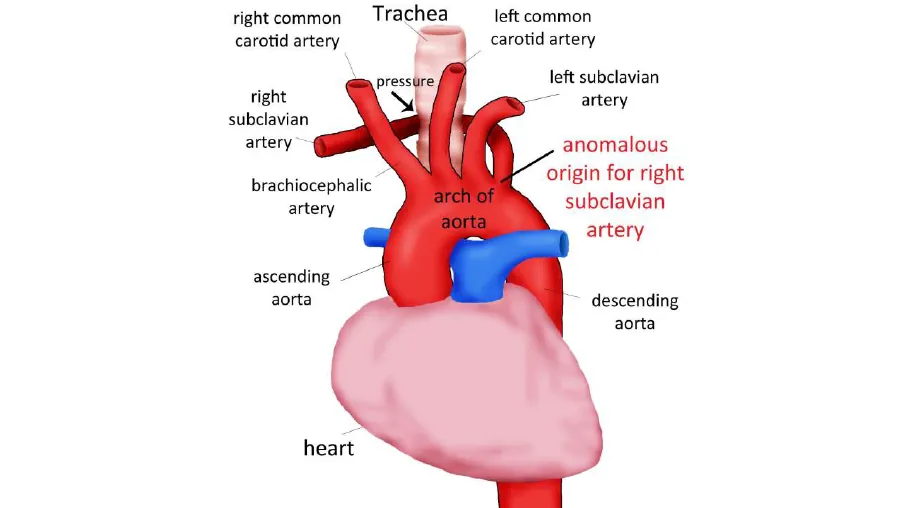 right common
carotid artery
Trachea
left common
carotid artery
pressure
left subclavian
artery
right
subclavian
artery
anomalous
origin for right
subclavian
artery
brachiocephalic
artery
arch of
aorta
ascending
aorta
descending
aorta
heart